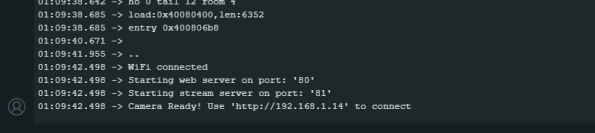 01:09:38.642 -> ho 0 tail 12 room 4
01:09:38.685 -> load:0x40080400,len:6352
01:09:38.685 -> entry 0x400806b8
01:09:40.671 ->
01:09:41.955 -> ..
01:09:42.498 -> WiFi connected
01:09:42.498 -> Starting web server on port: '80'
01:09:42.498 -> Starting stream server on port: '81'
01:09:42.498 -> Camera Ready! Use 'http://192.168.1.14' to connect